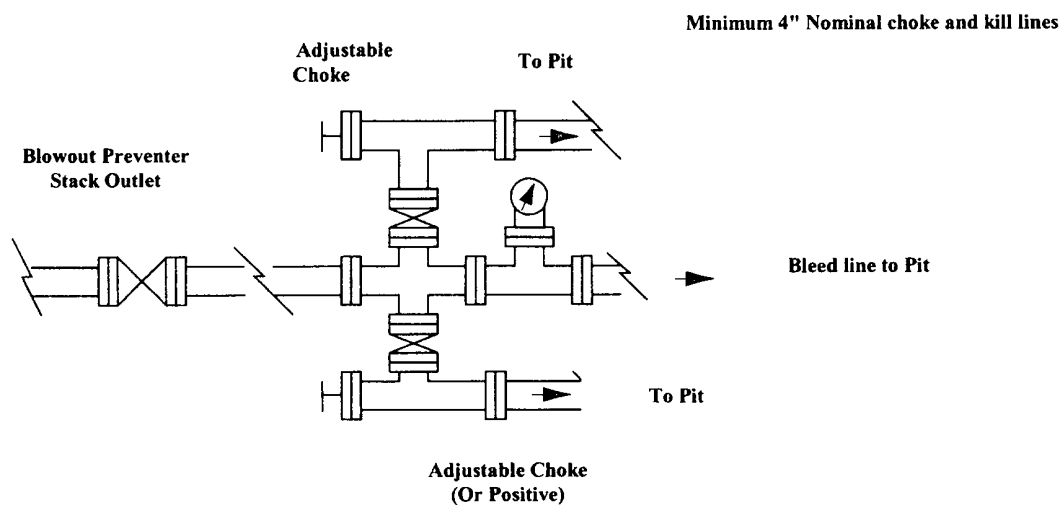 Minimum 4" Nominal choke and kill lines
Adjustable
Choke
To Pit
Blowout Preventer
Stack Outlet
Bleed line to Pit
To Pit
Adjustable Choke
(Or Positive)